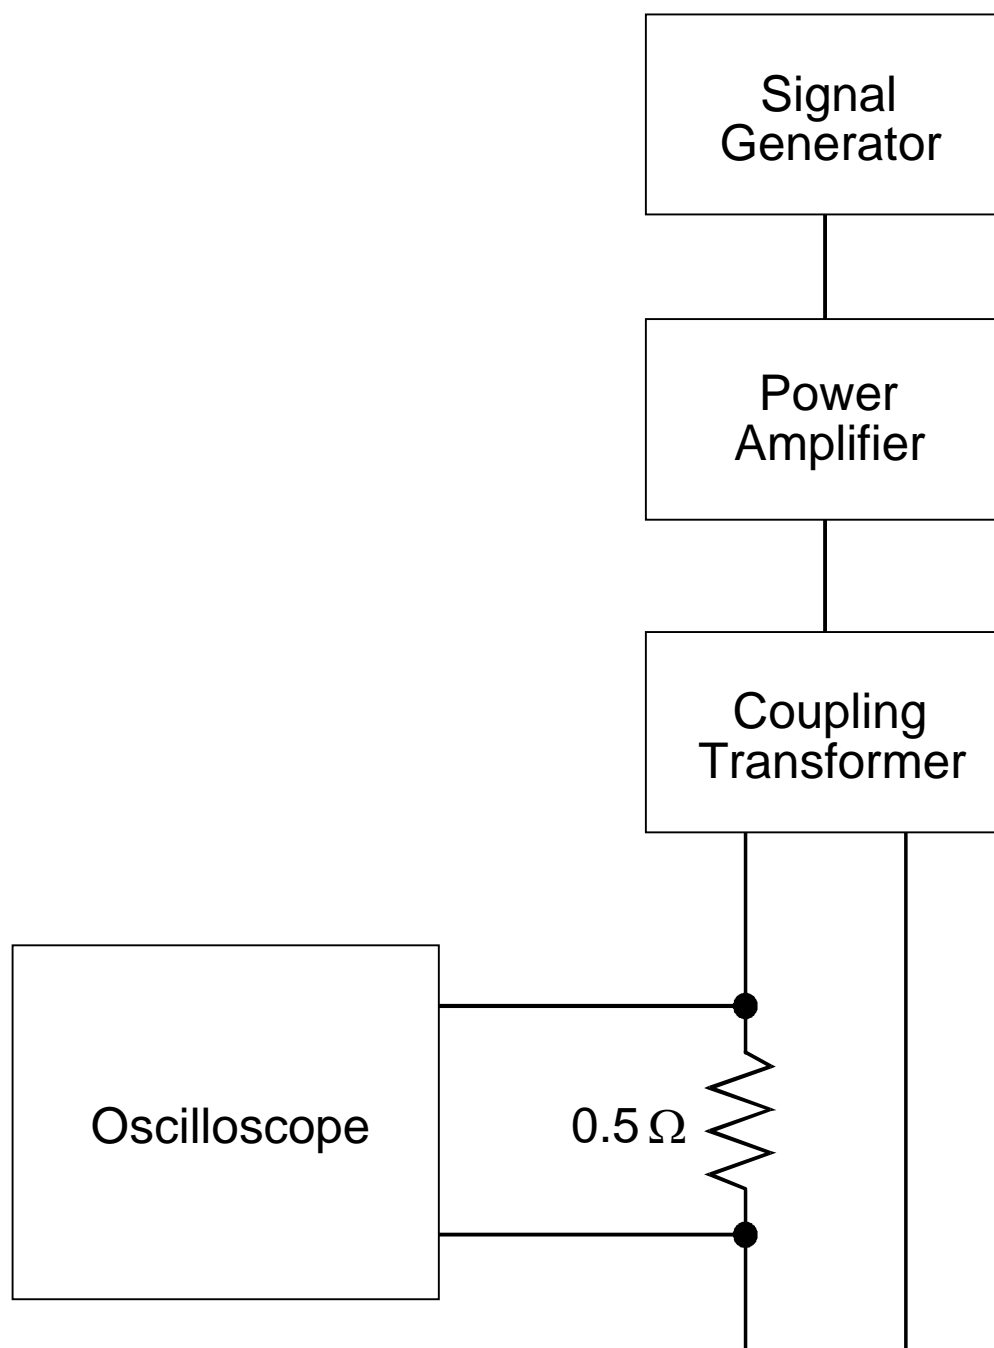 Signal
Generator
Power
Amplifier
Coupling
Transformer
Oscilloscope
0.5 Ω